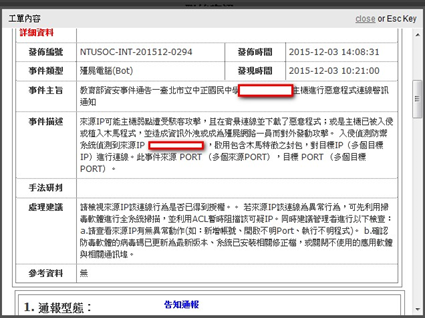 工單內容
close or Esc Key
詳細資料
發佈編號 NTUSOC-INT-201512-0294 發佈時間 2015-12-03 14:08:31
事件類型 殭屍電腦(Bot) 發現時間 2015-12-03 10:21:00
事件主旨 教育部資安事件通告—臺北市立中正國民中學 主機進行惡意程式連線警訊
通知
事件描述 來源IP可能主機弱點遭受駭客攻擊，且在背景連線並下載了惡意程式；或是主機已被入侵
或植入木馬程式，並造成資訊外洩或成為殭屍網路一員而對外發動攻擊。 入侵偵測防禦
系統偵測到來源IP ，啟用包含木馬特徵之封包，對目標IP（多個目標
IP）進行連線。此事件來源 PORT （多個來源PORT），目標 PORT （多個目標
PORT）。
手法研判
處理建議 請檢視來源IP該連線行為是否已得到授權。。 若來源IP該連線為異常行為，可先利用掃
毒軟體進行全系統掃描，並利用ACL暫時阻擋該可疑IP。同時建議管理者進行以下檢查：
a.請查看來源IP有無異常動作(如：新增帳號、開啟不明Port、執行不明程式)。 b.確認
防毒軟體的病毒碼已更新為最新版本、系統已安裝相關修正檔，或關閉不使用的應用軟體
與相關通訊埠。
參考資料 無
1. 通報型態： 告知通報